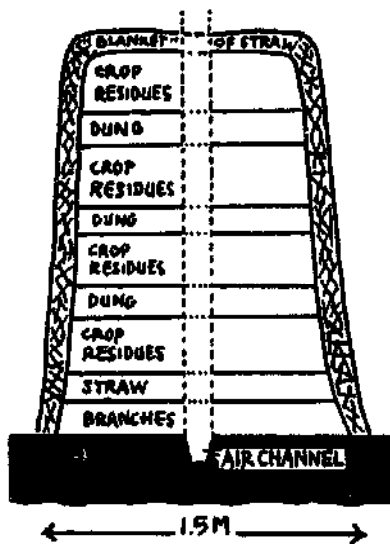 BLANKET OF STRAW
CROP
RESIDUES
DUNG
CROP
RESIDUES
DUNG
CROP
RESIDUES
DUNG
CROP
RESIDUES
STRAW
BRANCHES
AIR CHANNEL
1.5M